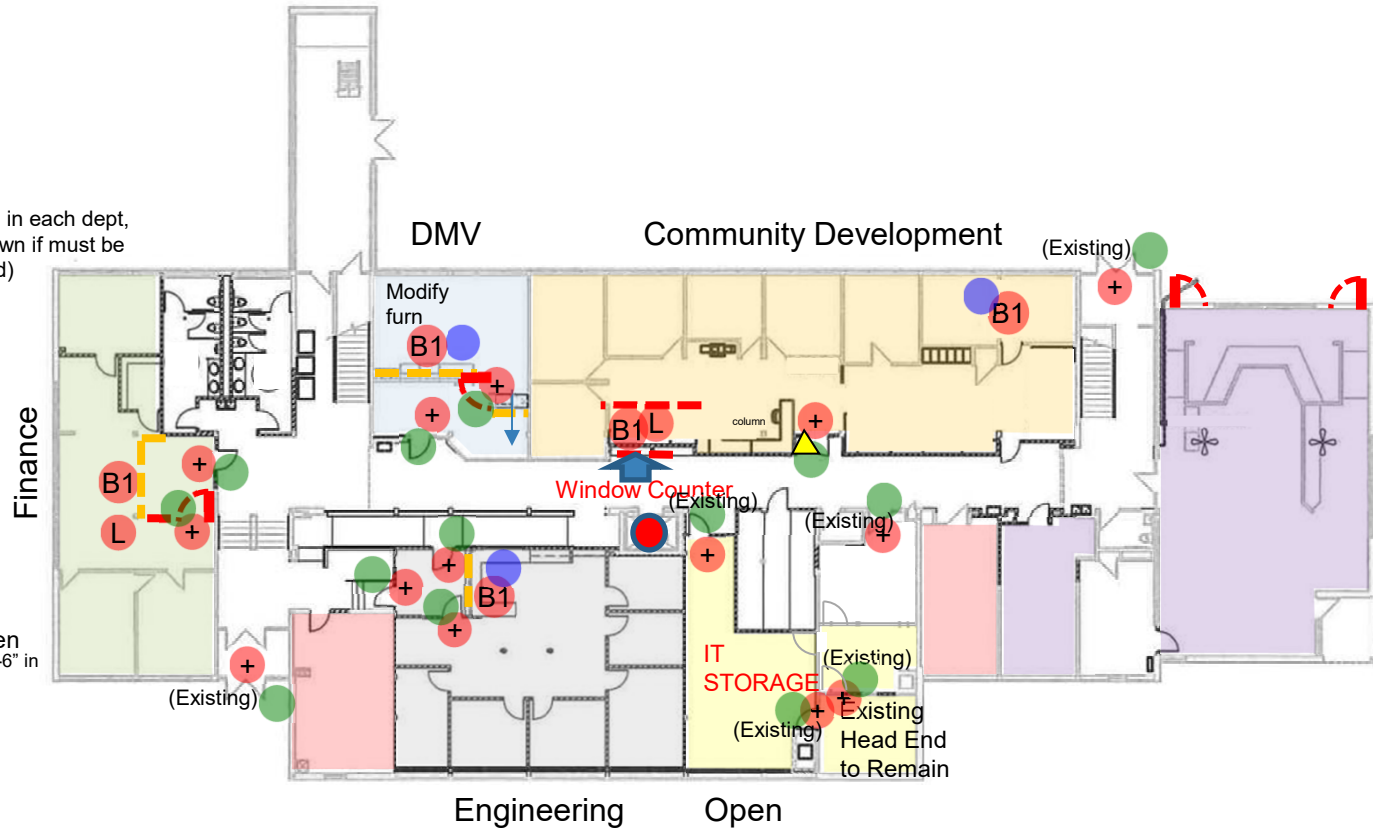 in each dept,
wn if must be
d)
DMV
Community Development
(Existing)
+
Modify
furn
B1
B1
+
+
column
+
B1
L
Finance
+
B1
Window Counter
(Existing)
(Existing)
L
+
+
+
+
+
B1
+
en
-6” in
+
(Existing)
IT
STORAGE
(Existing)
+
+
(Existing)
Existing
Head End
to Remain
Engineering
Open